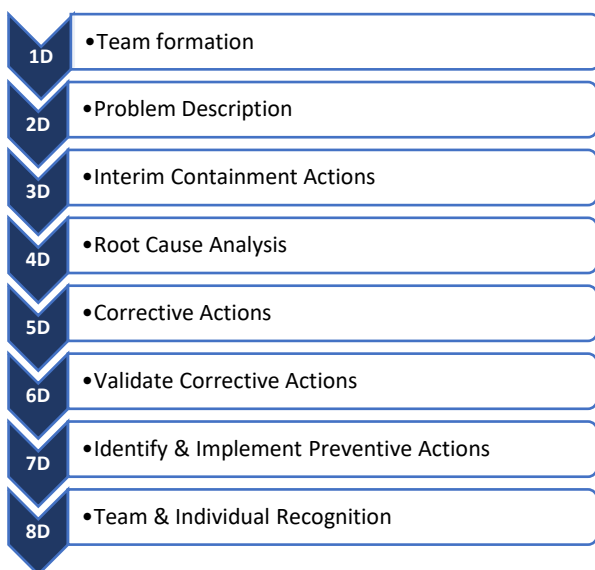 1D
•Team formation
2D
•Problem Description
3D
•Interim Containment Actions
4D
•Root Cause Analysis
5D
•Corrective Actions
6D
•Validate Corrective Actions
7D
•Identify & Implement Preventive Actions
8D
•Team & Individual Recognition